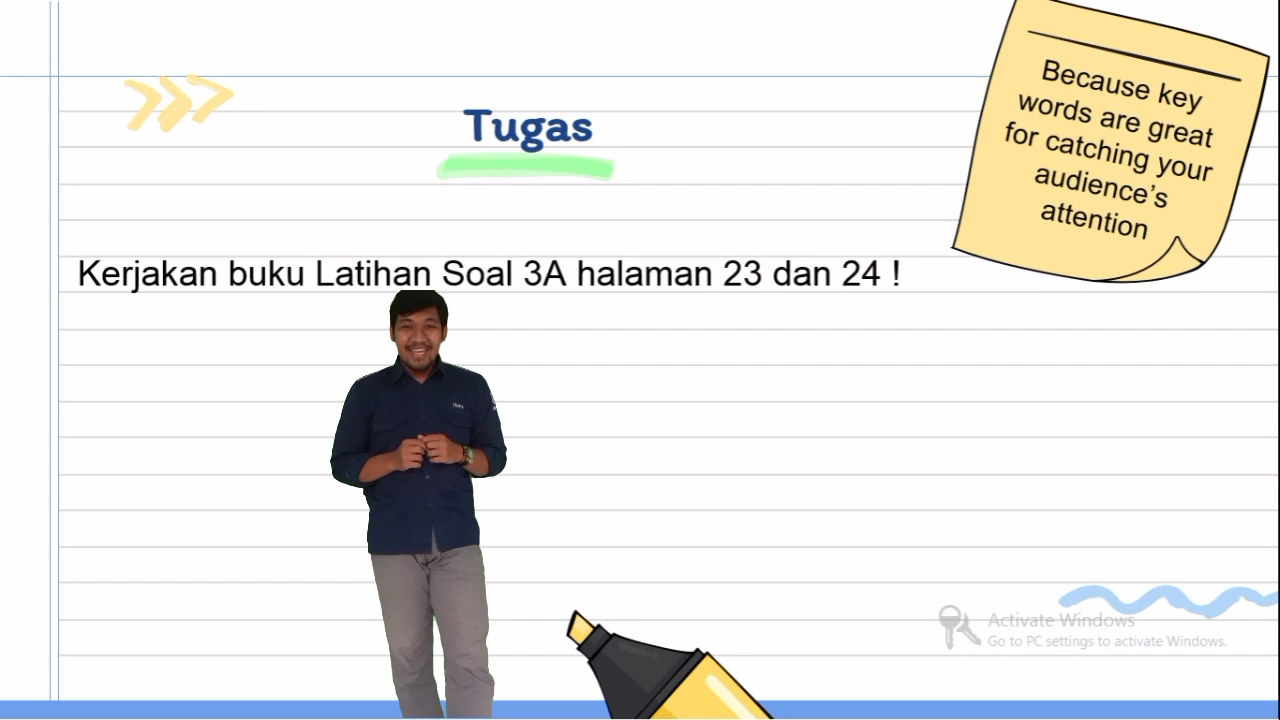 Tugas
Because key
words are great
for catching your
audience’s
attention
Kerjakan buku Latihan Soal 3A halaman 23 dan 24 !
Activate Windows
Go to PC settings to activate Windows.